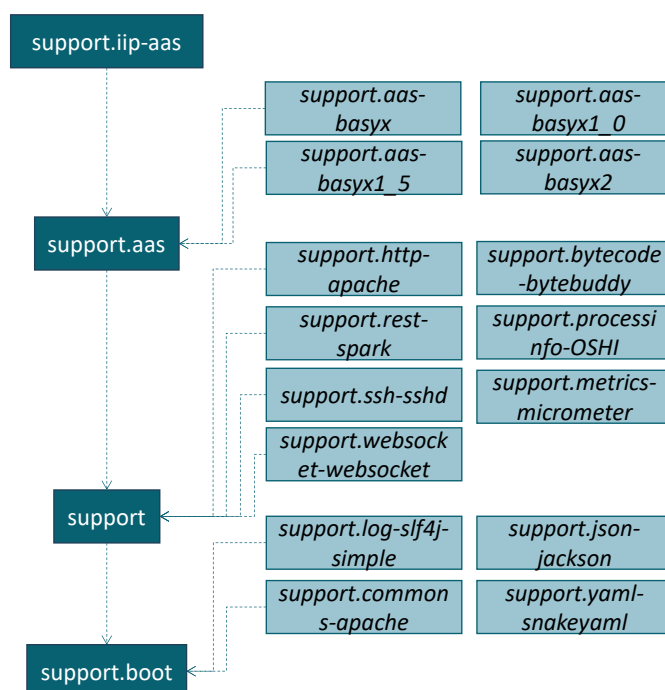 support.iip-aas
support.aas-
basyx
support.aas-
basyx1_0
support.aas-
basyx1_5
support.aas-
basyx2
support.aas
support.http-
apache
support.bytecode
-bytebuddy
support.rest-
spark
support.processi
nfo-OSHI
support.ssh-sshd
support.metrics-
micrometer
support.websock
et-websocket
support
support.log-slf4j-
simple
support.json-
jackson
support.common
s-apache
support.yaml-
snakeyaml
support.boot